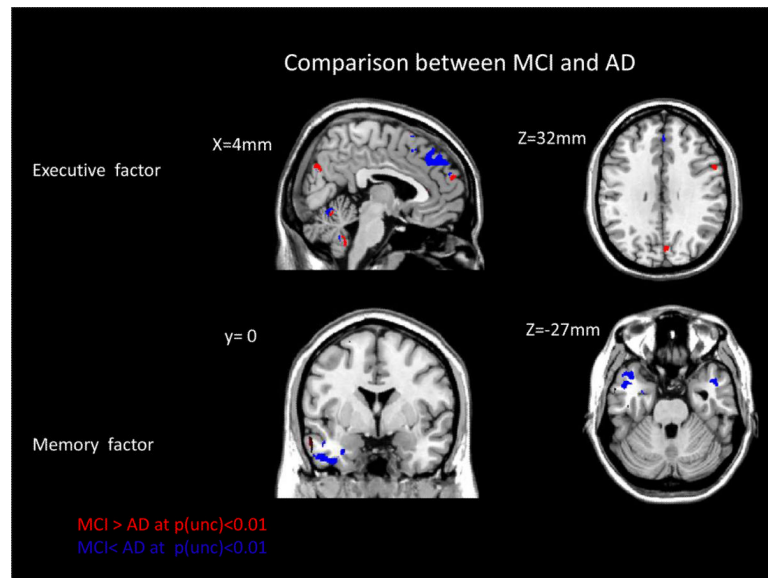 Comparison between MCI and AD
X=4mm
Z=32mm
Executive factor
y= 0
Z=-27mm
Memory factor
MCI > AD at p(unc)<0.01
MCI< AD at p(unc)<0.01